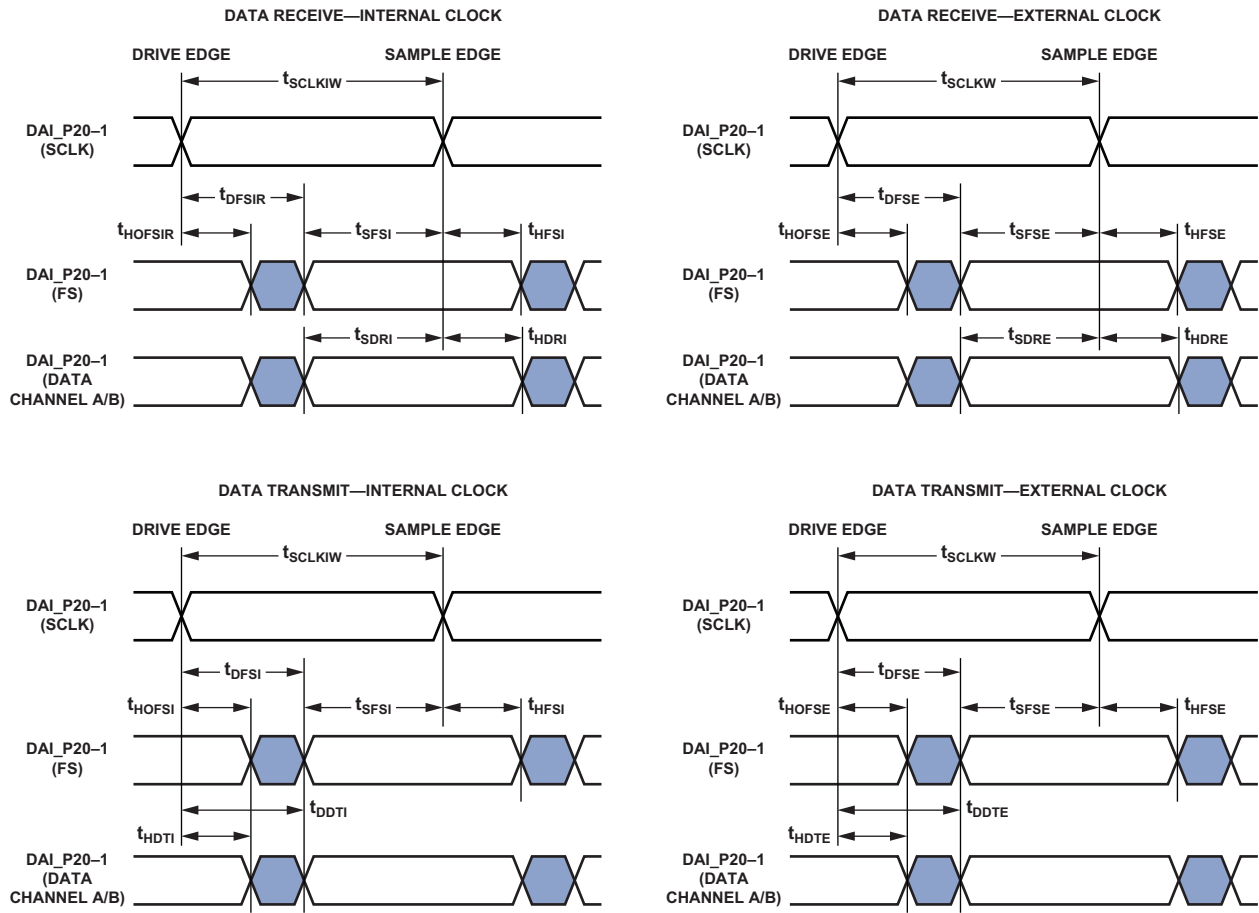 DATA RECEIVE—INTERNAL CLOCK
DRIVE EDGE
SAMPLE EDGE
tSCLKIW
DAI_P20–1
(SCLK)
tDFSIR
tHOFSIR
tSFSI
tHFSI
DAI_P20–1
(FS)
tSDRI
tHDRI
DAI_P20–1
(DATA
CHANNEL A/B)
DATA RECEIVE—EXTERNAL CLOCK
DRIVE EDGE
SAMPLE EDGE
tSCLKW
DAI_P20–1
(SCLK)
tDFSE
tHOFSE
tSFSE
tHFSE
DAI_P20–1
(FS)
tSDRE
tHDRE
DAI_P20–1
(DATA
CHANNEL A/B)
DATA TRANSMIT—INTERNAL CLOCK
DRIVE EDGE
SAMPLE EDGE
tSCLKIW
DAI_P20–1
(SCLK)
tDFSI
tHOFSI
tSFSI
tHFSI
DAI_P20–1
(FS)
tDDTI
tHDTI
DAI_P20–1
(DATA
CHANNEL A/B)
DATA TRANSMIT—EXTERNAL CLOCK
DRIVE EDGE
SAMPLE EDGE
tSCLKW
DAI_P20–1
(SCLK)
tDFSE
tHOFSE
tSFSE
tHFSE
DAI_P20–1
(FS)
tDDTE
tHDTE
DAI_P20–1
(DATA
CHANNEL A/B)